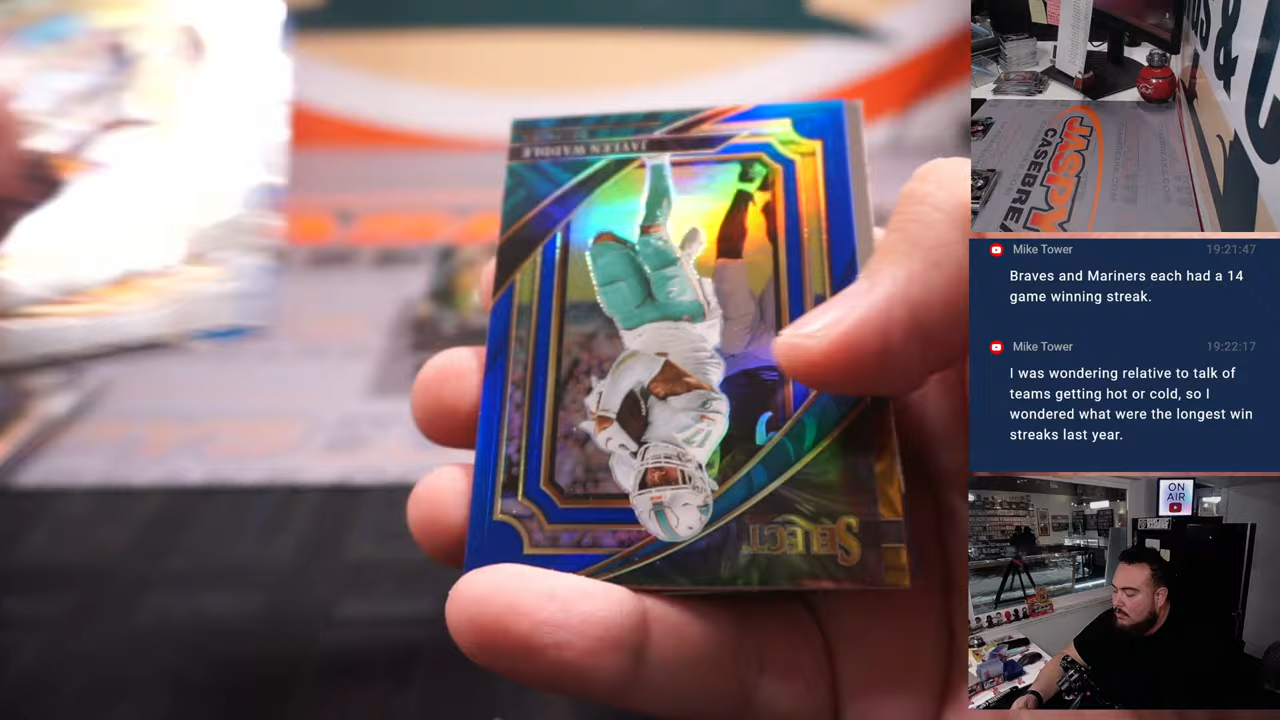 JAYLEN WADDLE
SELECT
17
JASPY
CASEBREA
&
Mike Tower 19:21:47
Braves and Mariners each had a 14
game winning streak.
Mike Tower 19:22:17
I was wondering relative to talk of
teams getting hot or cold, so I
wondered what were the longest win
streaks last year.
ON
AIR